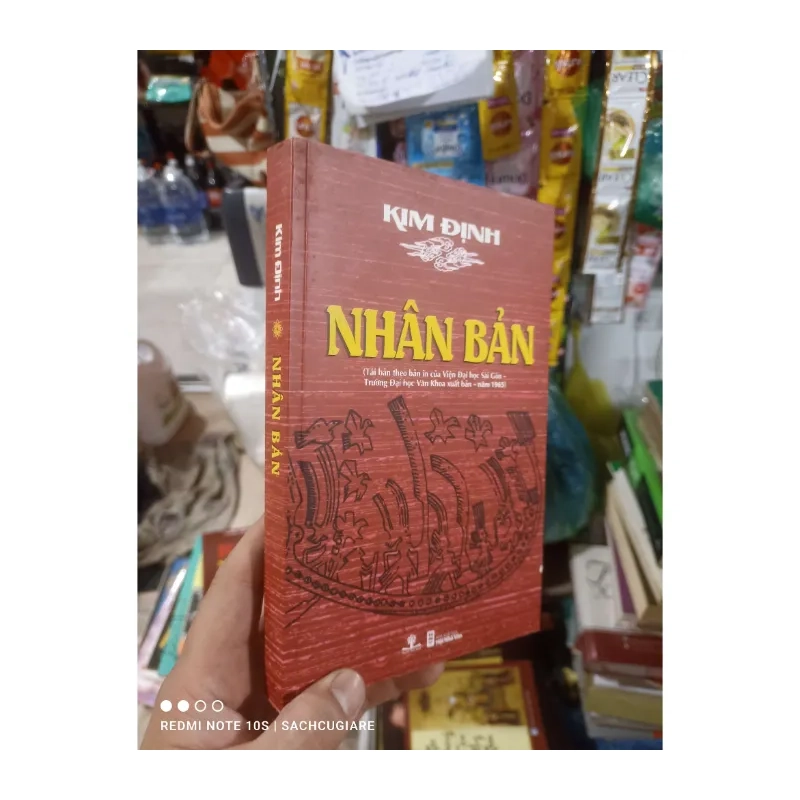 KIM ĐỊNH
NHÂN BẢN
(Tái bản theo bản in của Viện Đại học Sài Gòn –
Trường Đại học Văn Khoa xuất bản – năm 1965)
Kim Định
NHÂN BẢN
CLEAR
REDMI NOTE 10S | SACHCUGIARE